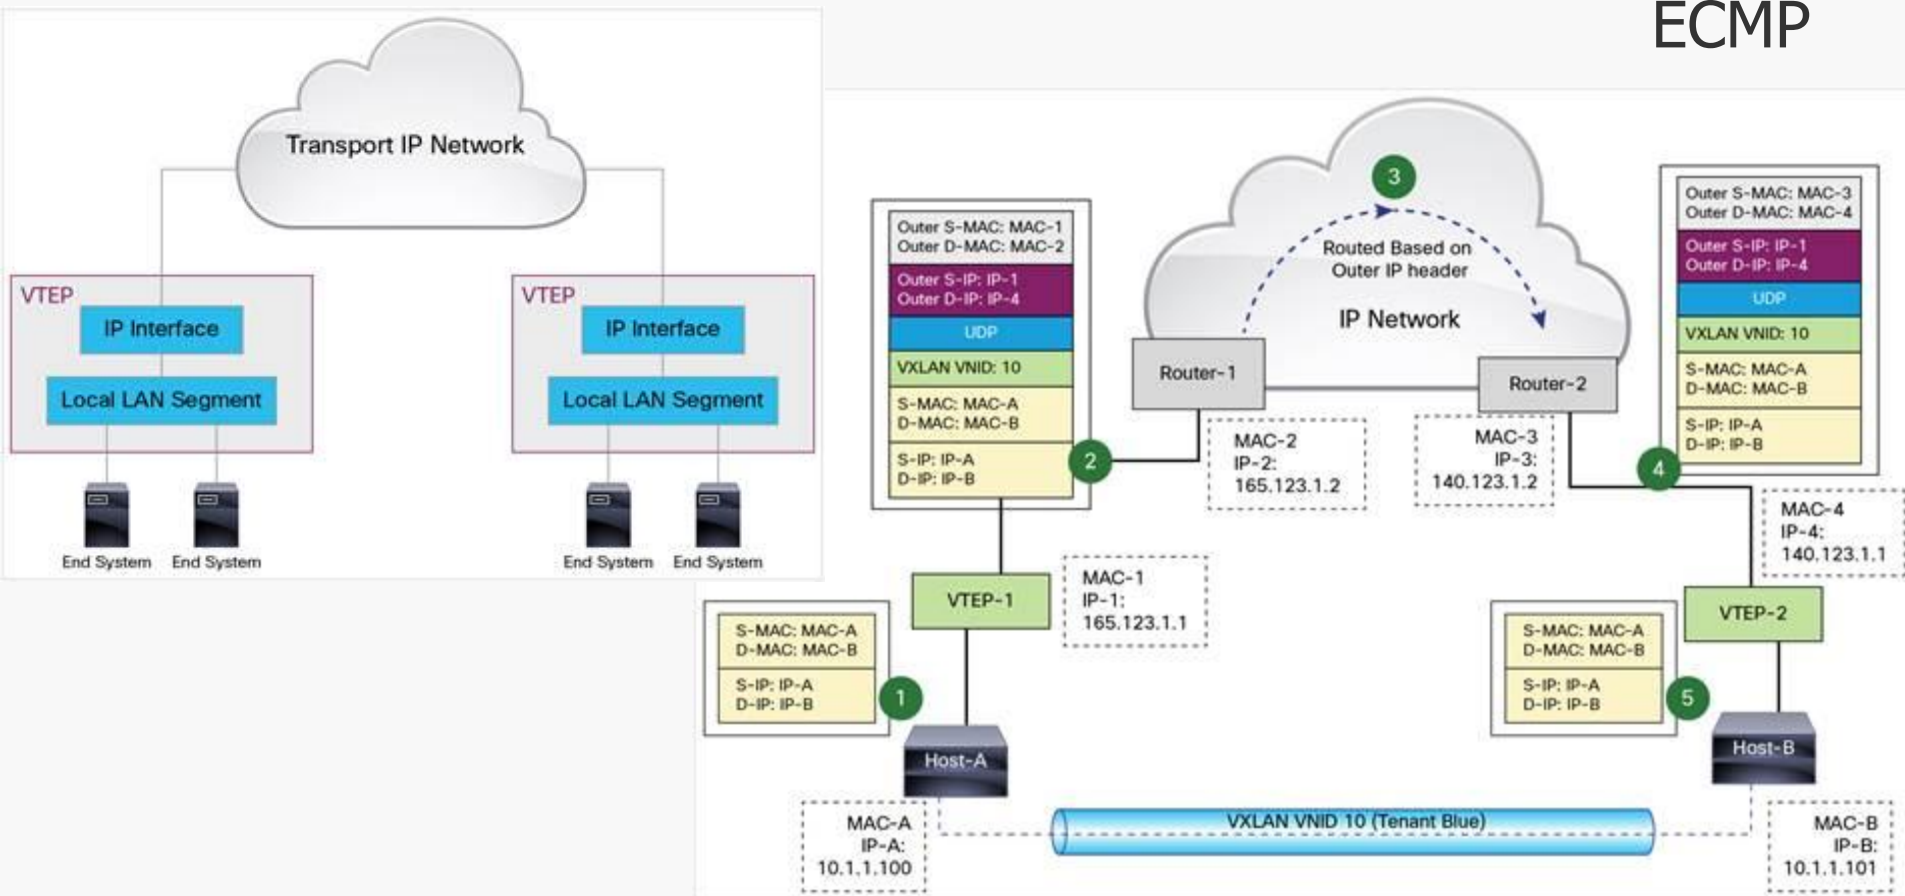 ECMP
Transport IP Network
VTEP
IP Interface
Local LAN Segment
End System
End System
VTEP
IP Interface
Local LAN Segment
End System
End System
Outer S-MAC: MAC-1
Outer D-MAC: MAC-2
Outer S-IP: IP-1
Outer D-IP: IP-4
UDP
VXLAN VNID: 10
S-MAC: MAC-A
D-MAC: MAC-B
S-IP: IP-A
D-IP: IP-B
2
3
Routed Based on
Outer IP header
IP Network
Router-1
Router-2
MAC-2
IP-2:
165.123.1.2
MAC-3
IP-3:
140.123.1.2
Outer S-MAC: MAC-3
Outer D-MAC: MAC-4
Outer S-IP: IP-1
Outer D-IP: IP-4
UDP
VXLAN VNID: 10
S-MAC: MAC-A
D-MAC: MAC-B
S-IP: IP-A
D-IP: IP-B
4
MAC-4
IP-4:
140.123.1.1
VTEP-1
MAC-1
IP-1:
165.123.1.1
VTEP-2
S-MAC: MAC-A
D-MAC: MAC-B
S-IP: IP-A
D-IP: IP-B
1
Host-A
S-MAC: MAC-A
D-MAC: MAC-B
S-IP: IP-A
D-IP: IP-B
5
Host-B
MAC-A
IP-A:
10.1.1.100
VXLAN VNID 10 (Tenant Blue)
MAC-B
IP-B:
10.1.1.101